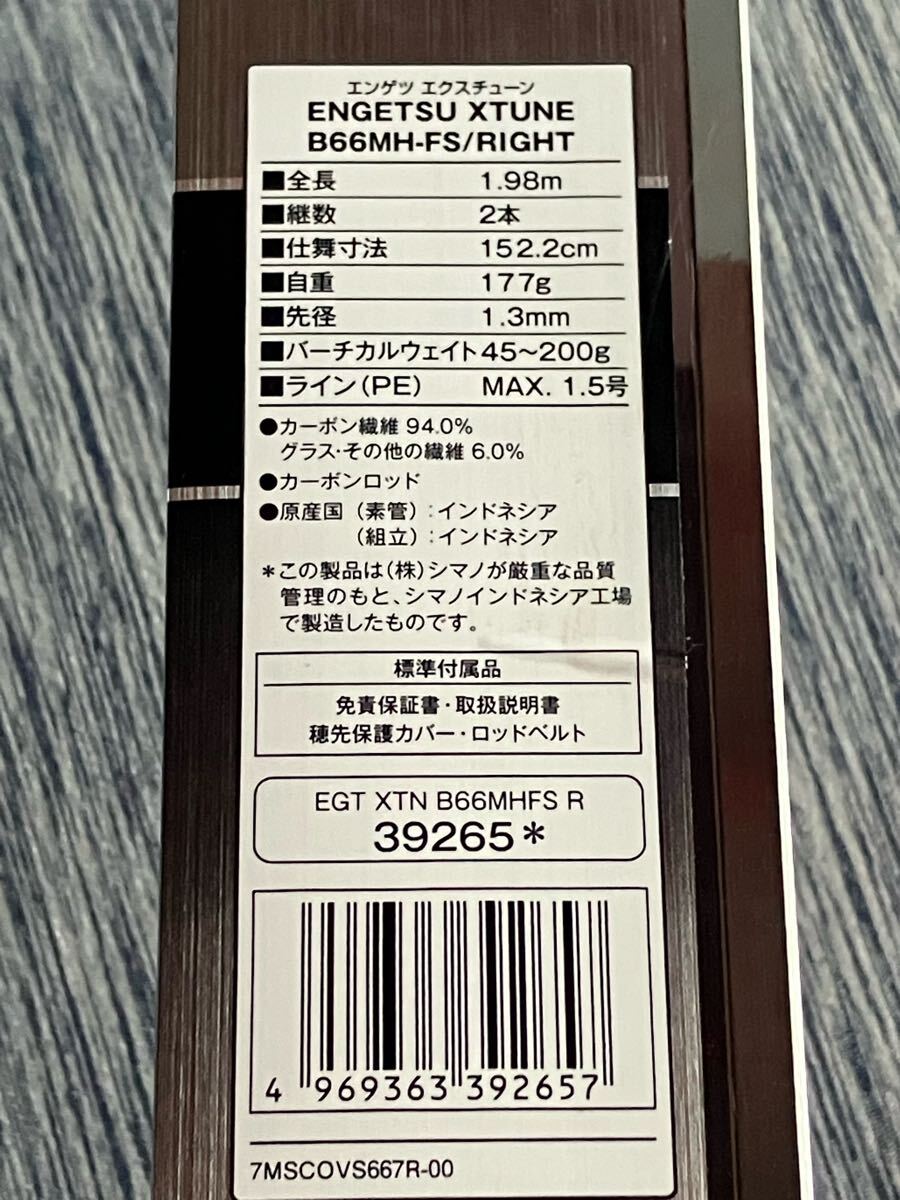 エンゲツ エクスチューン
ENGETSU XTUNE
B66MH-FS/RIGHT
■全長 1.98m
■継数 2本
■仕舞寸法 152.2cm
■自重 177g
■先径 1.3mm
■バーチカルウェイト 45~200g
■ライン(PE) MAX. 1.5号
●カーボン繊維 94.0%
グラス・その他の繊維 6.0%
●カーボンロッド
●原産国(素管):インドネシア
(組立):インドネシア
*この製品は(株)シマノが厳重な品質
管理のもと、シマノインドネシア工場
で製造したものです。
標準付属品
免責保証書・取扱説明書
穂先保護カバー・ロッドベルト
EGT XTN B66MHFS R
39265*
4 969363 392657
7MSCOVS667R-00